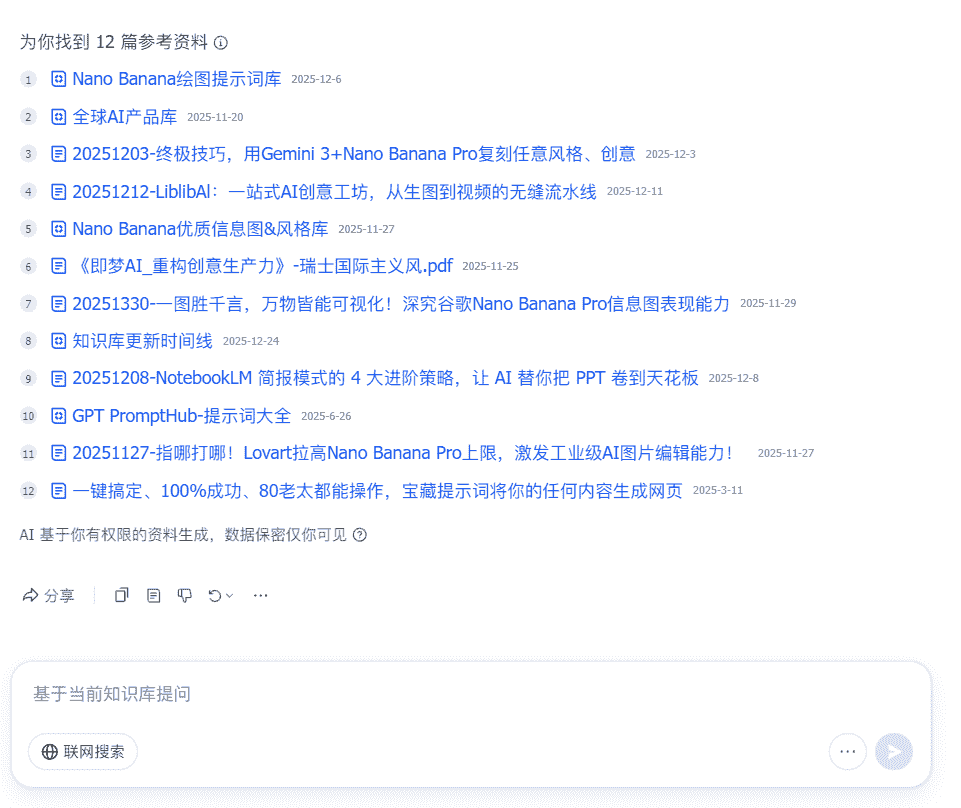 为你找到 12 篇参考资料
1 Nano Banana绘图提示词库 2025-12-6
2 全球AI产品库 2025-11-20
3 20251203-终极技巧，用Gemini 3+Nano Banana Pro复刻任意风格、创意 2025-12-3
4 20251212-LiblibAI：一站式AI创意工坊，从生图到视频的无缝流水线 2025-12-11
5 Nano Banana优质信息图&风格库 2025-11-27
6 《即梦AI_重构创意生产力》-瑞士国际主义风.pdf 2025-11-25
7 20251330-一图胜千言，万物皆能可视化！深究谷歌Nano Banana Pro信息图表现能力 2025-11-29
8 知识库更新时间线 2025-12-24
9 20251208-NotebookLM 简报模式的 4 大进阶策略，让 AI 替你把 PPT 卷到天花板 2025-12-8
10 GPT PromptHub-提示词大全 2025-6-26
11 20251127-指哪打哪！Lovart拉高Nano Banana Pro上限，激发工业级AI图片编辑能力！ 2025-11-27
12 一键搞定、100%成功、80老太都能操作，宝藏提示词将你的任何内容生成网页 2025-3-11
AI 基于你有权限的资料生成，数据保密仅你可见
分享
基于当前知识库提问
联网搜索